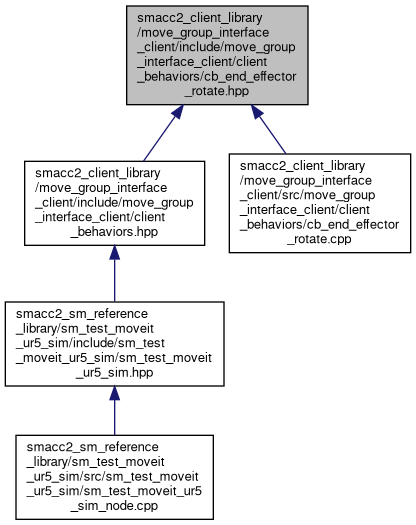 smacc2_client_library
/move_group_interface
_client/include/move_group
_interface_client/client
_behaviors/cb_end_effector
_rotate.hpp
smacc2_client_library
/move_group_interface
_client/include/move_group
_interface_client/client
_behaviors.hpp
smacc2_client_library
/move_group_interface
_client/src/move_group
_interface_client/client
_behaviors/cb_end_effector
_rotate.cpp
smacc2_sm_reference
_library/sm_test_moveit
_ur5_sim/include/sm_test
_moveit_ur5_sim/sm_test_moveit
_ur5_sim.hpp
smacc2_sm_reference
_library/sm_test_moveit
_ur5_sim/src/sm_test_moveit
_ur5_sim/sm_test_moveit_ur5
_sim_node.cpp